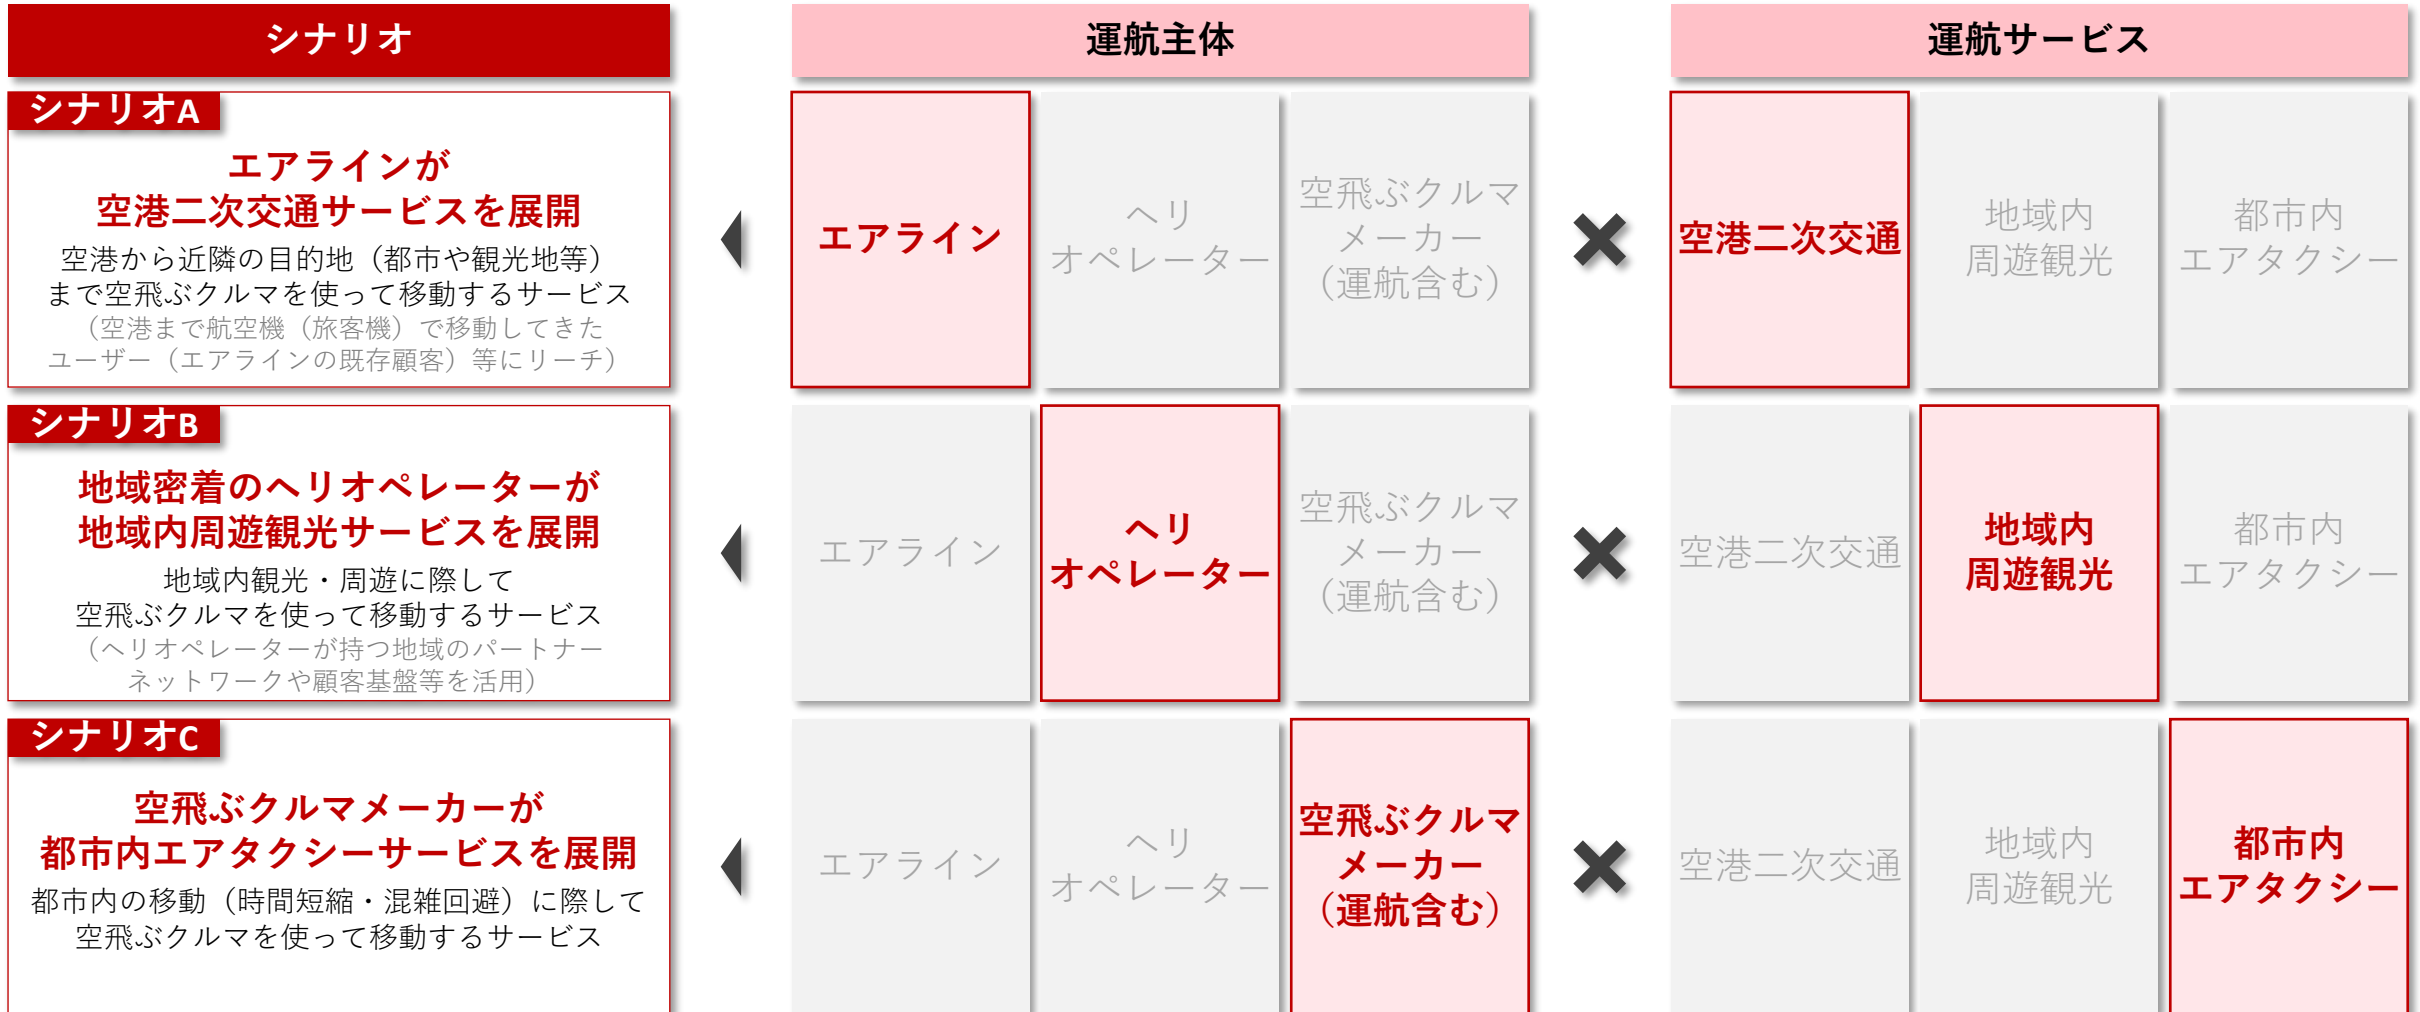 シナリオ
運航主体
運航サービス
シナリオA
エアラインが
空港二次交通サービスを展開
空港から近隣の目的地（都市や観光地等）
まで空飛ぶクルマを使って移動するサービス
（空港まで航空機（旅客機）で移動してきた
ユーザー（エアラインの既存顧客）等にリーチ）
エアライン
ヘリ
オペレーター
空飛ぶクルマ
メーカー
（運航含む）
空港二次交通
地域内
周遊観光
都市内
エアタクシー
シナリオB
地域密着のヘリオペレーターが
地域内周遊観光サービスを展開
地域内観光・周遊に際して
空飛ぶクルマを使って移動するサービス
（ヘリオペレーターが持つ地域のパートナー
ネットワークや顧客基盤等を活用）
エアライン
ヘリ
オペレーター
空飛ぶクルマ
メーカー
（運航含む）
空港二次交通
地域内
周遊観光
都市内
エアタクシー
シナリオC
空飛ぶクルマメーカーが
都市内エアタクシーサービスを展開
都市内の移動（時間短縮・混雑回避）に際して
空飛ぶクルマを使って移動するサービス
エアライン
ヘリ
オペレーター
空飛ぶクルマ
メーカー
（運航含む）
空港二次交通
地域内
周遊観光
都市内
エアタクシー